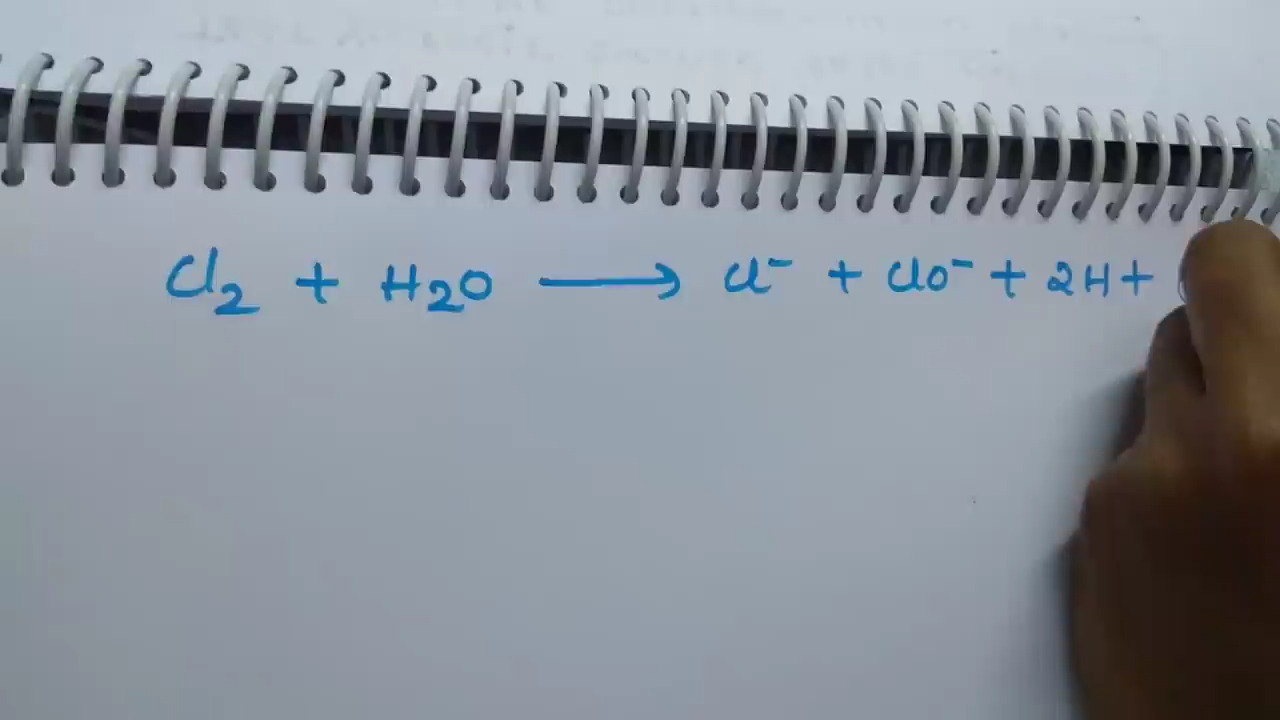 Cl2 + H2O ⟶ Cl⁻ + ClO⁻ + 2H+